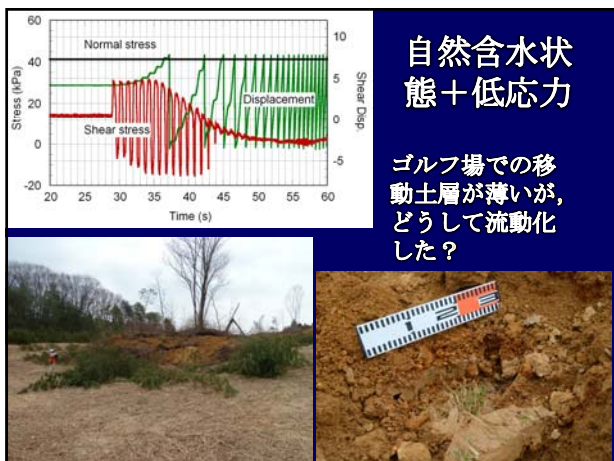 60
40
20
0
-20
Stress (kPa)
Normal stress
Displacement
Shear stress
10
5
0
-5
Shear Disp.
20 25 30 35 40 45 50 55 60
Time (s)
自然含水状
態＋低応力
ゴルフ場での移
動土層が薄いが,
どうして流動化
した？
1 2